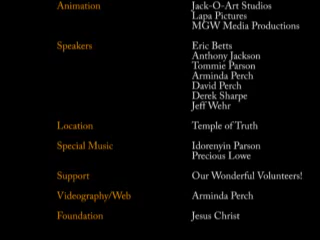 Animation Jack-O-Art Studios
Lapa Pictures
MGW Media Productions
Speakers Eric Betts
Anthony Jackson
Tommie Parson
Arminda Perch
David Perch
Derek Sharpe
Jeff Wehr
Location Temple of Truth
Special Music Idorenyin Parson
Precious Lowe
Support Our Wonderful Volunteers!
Videography/Web Arminda Perch
Foundation Jesus Christ